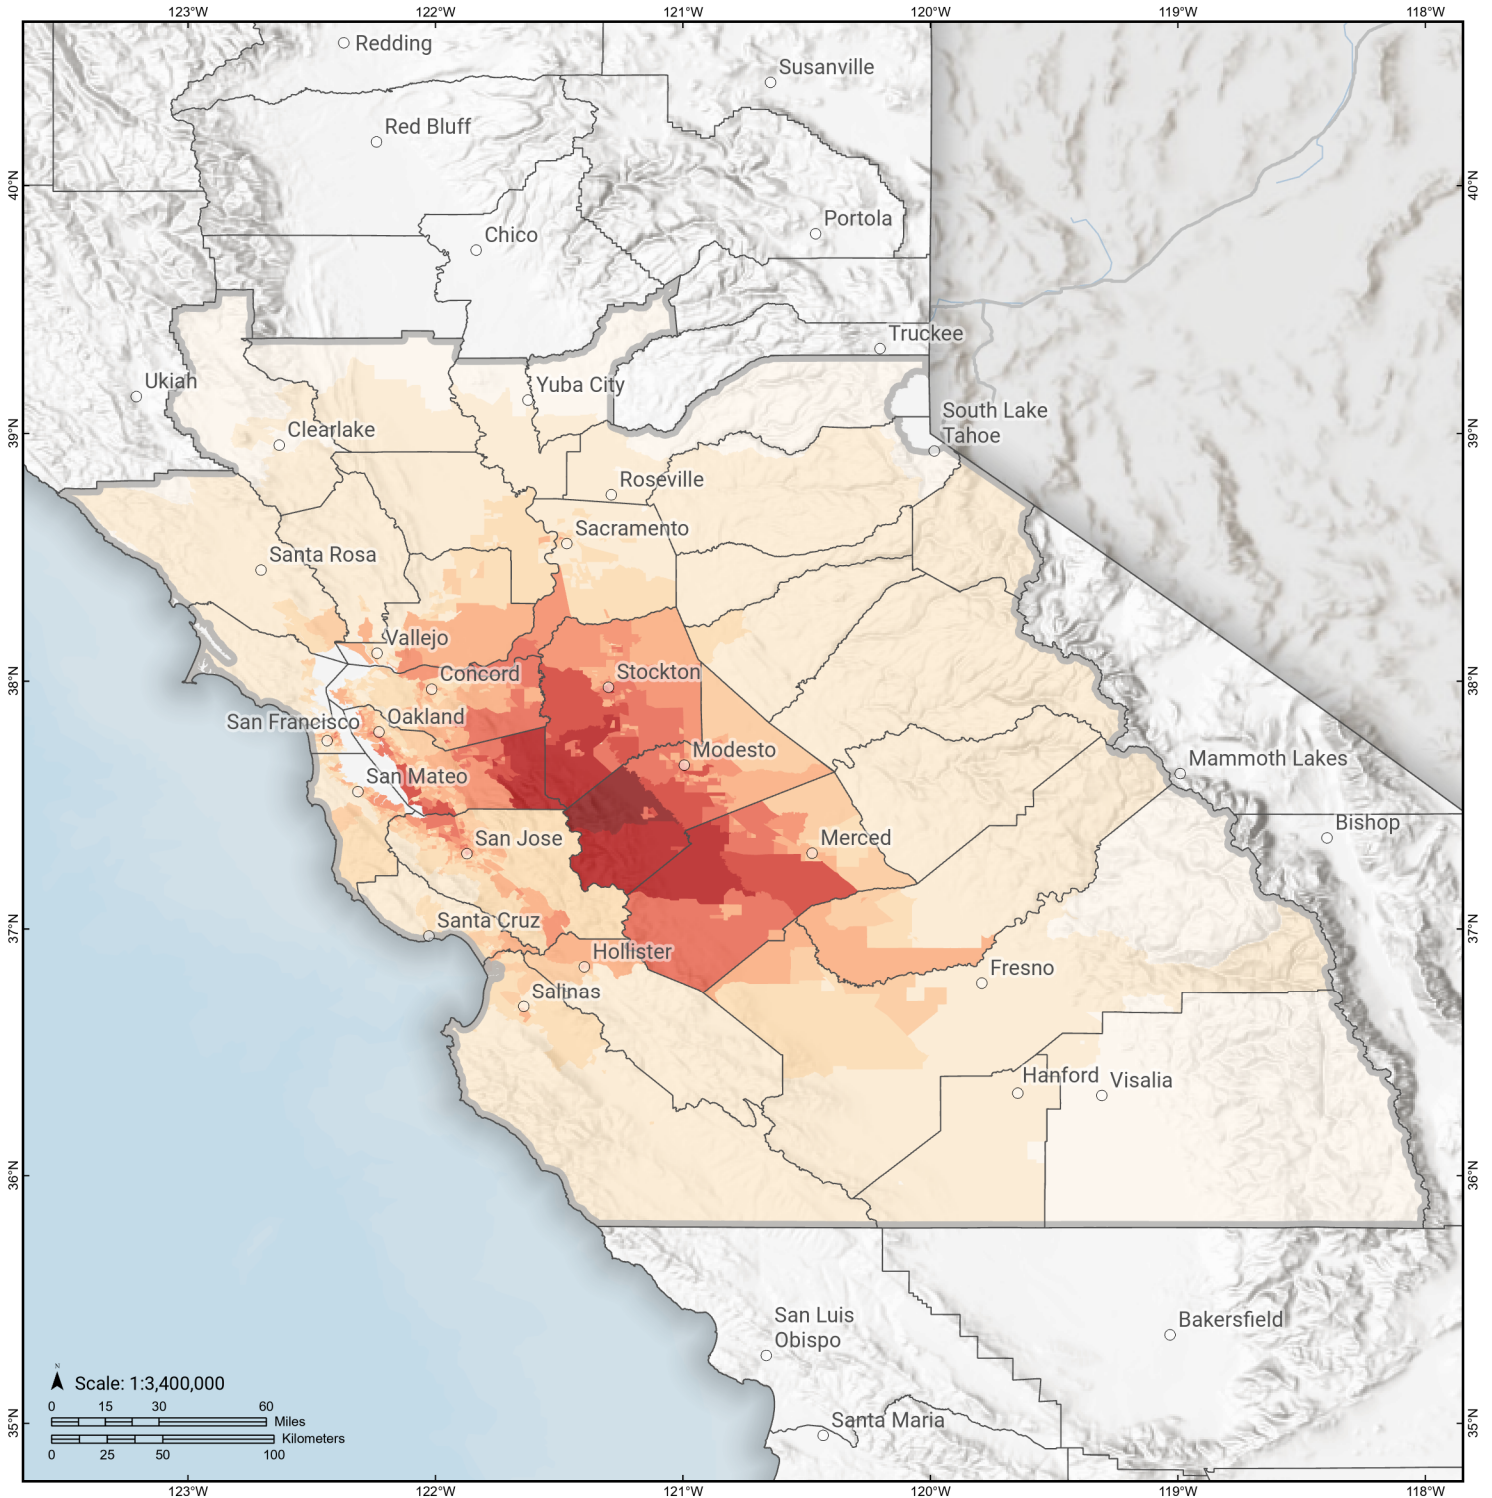 123°W
122°W
121°W
120°W
119°W
118°W
Redding
Susanville
Red Bluff
40°N
40°N
Portola
Chico
Truckee
Ukiah
Yuba City
South Lake
Tahoe
Clearlake
39°N
39°N
Roseville
Sacramento
Santa Rosa
Vallejo
Concord
Stockton
38°N
38°N
San Francisco
Oakland
Modesto
Mammoth Lakes
San Mateo
Bishop
San Jose
Merced
Santa Cruz
37°N
37°N
Hollister
Fresno
Salinas
Hanford
Visalia
36°N
36°N
San Luis
Obispo
Bakersfield
N
Scale: 1:3,400,000
0
15
30
60
Miles
Kilometers
0
25
50
100
Santa Maria
35°N
35°N
123°W
122°W
121°W
120°W
119°W
118°W